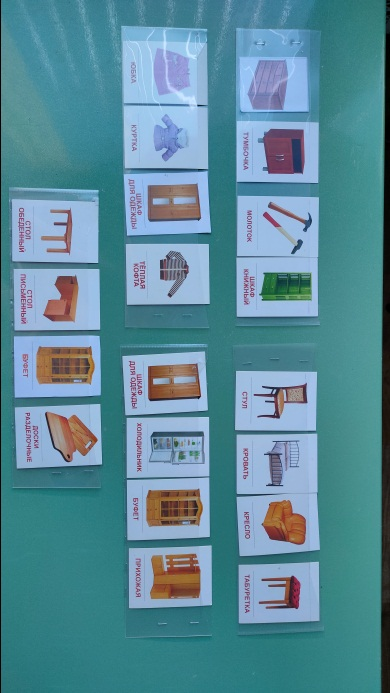 ЮБКА
КУРТКА
ШКАФ
ДЛЯ ОДЕЖДЫ
ТЁПЛАЯ
КОФТА
ТУМБОЧКА
МОЛОТОК
ШКАФ
КНИЖНЫЙ
СТОЛ
ОБЕДЕННЫЙ
СТОЛ
ПИСЬМЕННЫЙ
БУФЕТ
ДОСКИ
РАЗДЕЛОЧНЫЕ
ШКАФ
ДЛЯ ОДЕЖДЫ
ХОЛОДИЛЬНИК
БУФЕТ
ПРИХОЖАЯ
СТУЛ
КРОВАТЬ
КРЕСЛО
ТАБУРЕТКА